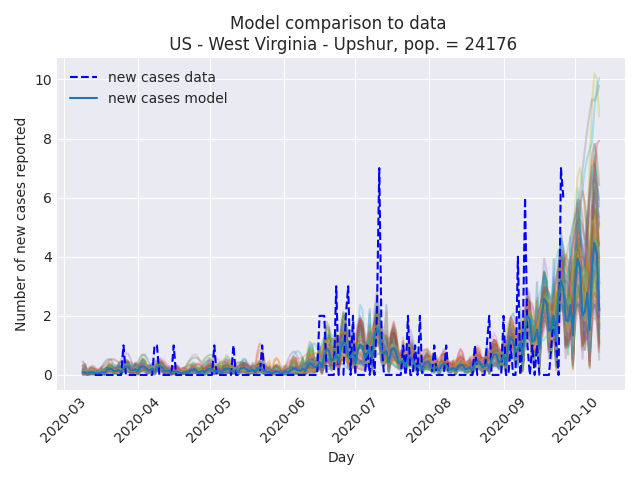 Model comparison to data
US - West Virginia - Upshur, pop. = 24176
new cases data
new cases model
Number of new cases reported
10
8
6
4
2
0
2020-03
2020-04
2020-05
2020-06
2020-07
2020-08
2020-09
2020-10
Day